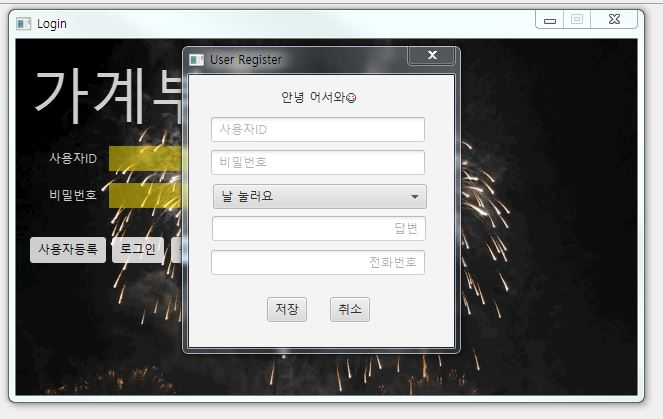 Login
가계부
사용자ID
비밀번호
사용자등록 로그인
User Register
안녕 어서와☺
사용자ID
비밀번호
날 눌러요
답변
전화번호
저장 취소